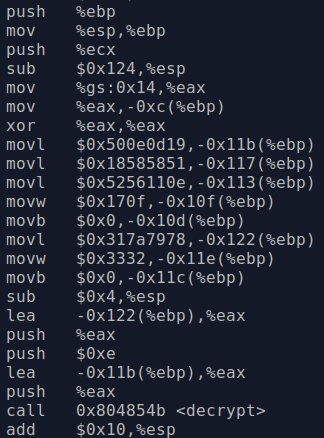 push %ebp
mov %esp,%ebp
push %ecx
sub $0x124,%esp
mov %gs:0x14,%eax
mov %eax,-0xc(%ebp)
xor %eax,%eax
movl $0x500e0d19,-0x11b(%ebp)
movl $0x18585851,-0x117(%ebp)
movl $0x5256110e,-0x113(%ebp)
movw $0x170f,-0x10f(%ebp)
movb $0x0,-0x10d(%ebp)
movl $0x317a7978,-0x122(%ebp)
movw $0x3332,-0x11e(%ebp)
movb $0x0,-0x11c(%ebp)
sub $0x4,%esp
lea -0x122(%ebp),%eax
push %eax
push $0xe
lea -0x11b(%ebp),%eax
push %eax
call 0x804854b <decrypt>
add $0x10,%esp